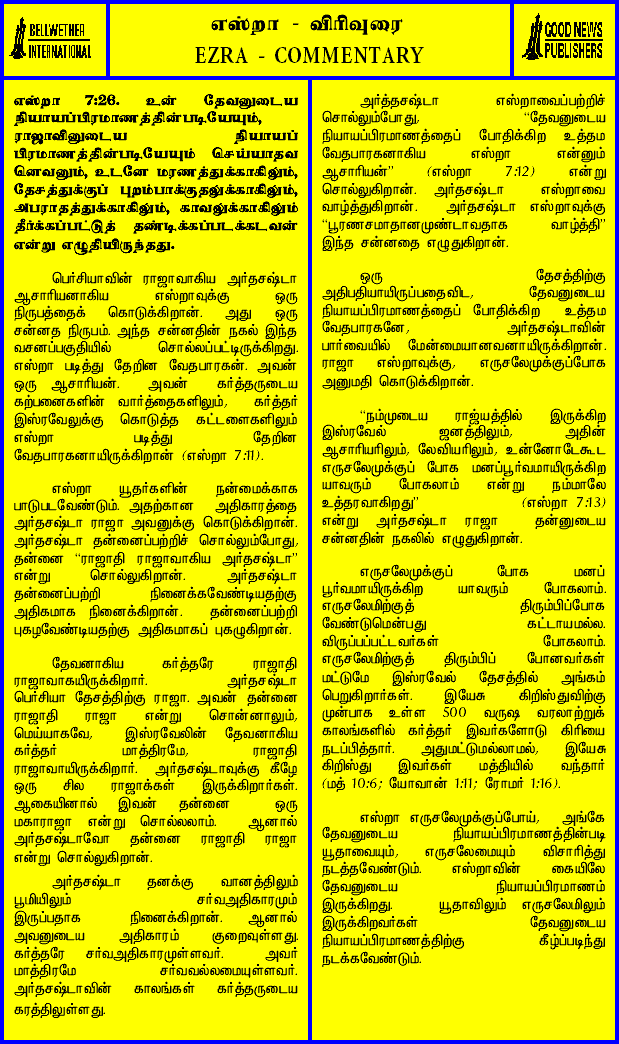 BELLWETHER
INTERNATIONAL
எஸ்றா - விரிவுரை
EZRA - COMMENTARY
GOOD NEWS
PUBLISHERS
எஸ்றா 7:26. உன் தேவனுடைய
நியாயப்பிரமாணத்தின்படியேயும்,
ராஜாவினுடைய நியாயப்
பிரமாணத்தின்படியேயும் செய்யாதவ
னெவனும், உடனே மரணத்துக்காகிலும்,
தேசத்துக்குப் புறம்பாக்குதலுக்காகிலும்,
அபராதத்துக்காகிலும், காவலுக்காகிலும்
தீர்க்கப்பட்டுத் தண்டிக்கப்படக்கடவன்
என்று எழுதியிருந்தது.
பெர்சியாவின் ராஜாவாகிய அர்தசஷ்டா
ஆசாரியனாகிய எஸ்றாவுக்கு ஒரு
நிருபத்தைக் கொடுக்கிறான். அது ஒரு
சன்னத நிருபம். அந்த சன்னதின் நகல் இந்த
வசனப்பகுதியில் சொல்லப்பட்டிருக்கிறது.
எஸ்றா படித்து தேறின வேதபாரகன். அவன்
ஒரு ஆசாரியன். அவன் கர்த்தருடைய
கற்பனைகளின் வார்த்தைகளிலும், கர்த்தர்
இஸ்ரவேலுக்கு கொடுத்த கட்டளைகளிலும்
எஸ்றா படித்து தேறின
வேதபாரகனாயிருக்கிறான் (எஸ்றா 7:11).
எஸ்றா யூதர்களின் நன்மைக்காக
பாடுபடவேண்டும். அதற்கான அதிகாரத்தை
அர்தசஷ்டா ராஜா அவனுக்கு கொடுக்கிறான்.
அர்தசஷ்டா தன்னைப்பற்றிச் சொல்லும்போது,
தன்னை “ராஜாதி ராஜாவாகிய அர்தசஷ்டா”
என்று சொல்லுகிறான். அர்தசஷ்டா
தன்னைப்பற்றி நினைக்கவேண்டியதற்கு
அதிகமாக நினைக்கிறான். தன்னைப்பற்றி
புகழவேண்டியதற்கு அதிகமாகப் புகழுகிறான்.
தேவனாகிய கர்த்தரே ராஜாதி
ராஜாவாகயிருக்கிறார். அர்தசஷ்டா
பெர்சியா தேசத்திற்கு ராஜா. அவன் தன்னை
ராஜாதி ராஜா என்று சொன்னாலும்,
மெய்யாகவே, இஸ்ரவேலின் தேவனாகிய
கர்த்தர் மாத்திரமே, ராஜாதி
ராஜாவாயிருக்கிறார். அர்தசஷ்டாவுக்கு கீழே
ஒரு சில ராஜாக்கள் இருக்கிறார்கள்.
ஆகையினால் இவன் தன்னை ஒரு
மகாராஜா என்று சொல்லலாம். ஆனால்
அர்தசஷ்டாவோ தன்னை ராஜாதி ராஜா
என்று சொல்லுகிறான்.
அர்தசஷ்டா தனக்கு வானத்திலும்
பூமியிலும் சர்வஅதிகாரமும்
இருப்பதாக நினைக்கிறான். ஆனால்
அவனுடைய அதிகாரம் குறைவுள்ளது.
கர்த்தரே சர்வஅதிகாரமுள்ளவர். அவர்
மாத்திரமே சர்வவல்லமையுள்ளவர்.
அர்தசஷ்டாவின் காலங்கள் கர்த்தருடைய
கரத்திலுள்ளது.
அர்த்தசஷ்டா எஸ்றாவைப்பற்றிச்
சொல்லும்போது, “தேவனுடைய
நியாயப்பிரமாணத்தைப் போதிக்கிற உத்தம
வேதபாரகனாகிய எஸ்றா என்னும்
ஆசாரியன்” (எஸ்றா 7:12) என்று
சொல்லுகிறான். அர்தசஷ்டா எஸ்றாவை
வாழ்த்துகிறான். அர்தசஷ்டா எஸ்றாவுக்கு
“பூரணசமாதானமுண்டாவதாக வாழ்த்தி”
இந்த சன்னதை எழுதுகிறான்.
ஒரு தேசத்திற்கு
அதிபதியாயிருப்பதைவிட, தேவனுடைய
நியாயப்பிரமாணத்தைப் போதிக்கிற உத்தம
வேதபாரகனே, அர்தசஷ்டாவின்
பார்வையில் மேன்மையானவனாயிருக்கிறான்.
ராஜா எஸ்றாவுக்கு, எருசலேமுக்குப்போக
அனுமதி கொடுக்கிறான்.
“நம்முடைய ராஜ்யத்தில் இருக்கிற
இஸ்ரவேல் ஜனத்திலும், அதின்
ஆசாரியரிலும், லேவியரிலும், உன்னோடேகூட
எருசலேமுக்குப் போக மனப்பூர்வமாயிருக்கிற
யாவரும் போகலாம் என்று நம்மாலே
உத்தரவாகிறது” (எஸ்றா 7:13)
என்று அர்தசஷ்டா ராஜா தன்னுடைய
சன்னதின் நகலில் எழுதுகிறான்.
எருசலேமுக்குப் போக மனப்
பூர்வமாயிருக்கிற யாவரும் போகலாம்.
எருசலேமிற்குத் திரும்பிப்போக
வேண்டுமென்பது கட்டாயமல்ல.
விருப்பப்பட்டவர்கள் போகலாம்.
எருசலேமிற்குத் திரும்பிப் போனவர்கள்
மட்டுமே இஸ்ரவேல் தேசத்தில் அங்கம்
பெறுகிறார்கள். இயேசு கிறிஸ்துவிற்கு
முன்பாக உள்ள 500 வருஷ வரலாற்றுக்
காலங்களில் கர்த்தர் இவர்களோடு கிரியை
நடப்பித்தார். அதுமட்டுமல்லாமல், இயேசு
கிறிஸ்து இவர்கள் மத்தியில் வந்தார்
(மத் 10:6; யோவான் 1:11; ரோமர் 1:16).
எஸ்றா எருசலேமுக்குப்போய், அங்கே
தேவனுடைய நியாயப்பிரமாணத்தின்படி
யூதாவையும், எருசலேமையும் விசாரித்து
நடத்தவேண்டும். எஸ்றாவின் கையிலே
தேவனுடைய நியாயப்பிரமாணம்
இருக்கிறது. யூதாவிலும் எருசலேமிலும்
இருக்கிறவர்கள் தேவனுடைய
நியாயப்பிரமாணத்திற்கு கீழ்ப்படிந்து
நடக்கவேண்டும்.